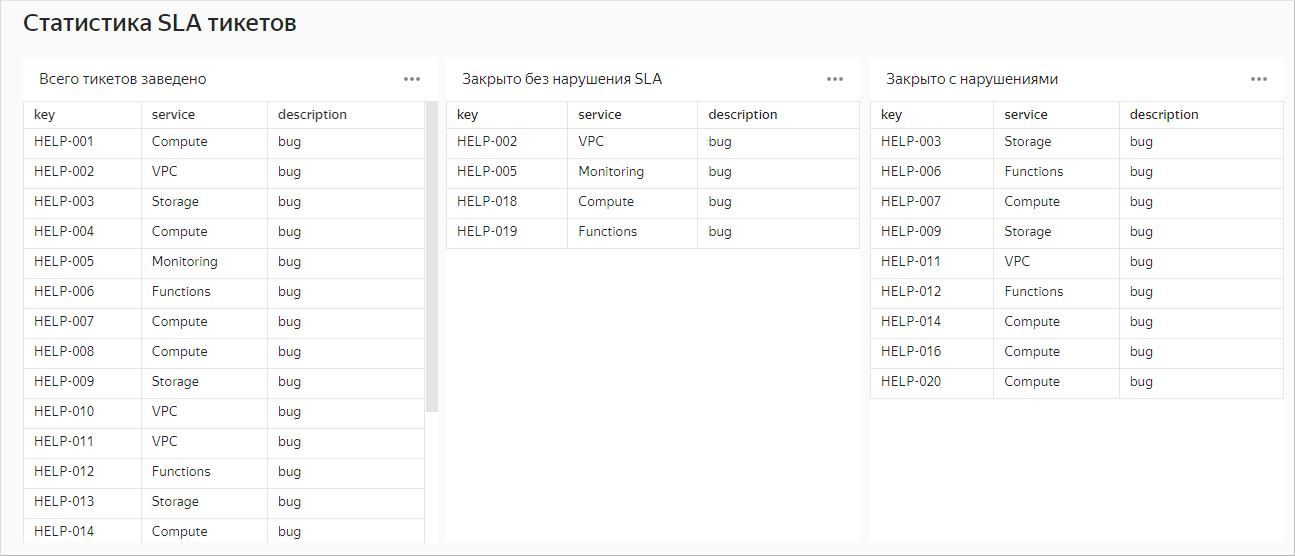 Статистика SLA тикетов
Всего тикетов заведено
key service description
HELP-001 Compute bug
HELP-002 VPC bug
HELP-003 Storage bug
HELP-004 Compute bug
HELP-005 Monitoring bug
HELP-006 Functions bug
HELP-007 Compute bug
HELP-008 Compute bug
HELP-009 Storage bug
HELP-010 VPC bug
HELP-011 VPC bug
HELP-012 Functions bug
HELP-013 Storage bug
HELP-014 Compute bug
Закрыто без нарушения SLA
key service description
HELP-002 VPC bug
HELP-005 Monitoring bug
HELP-018 Compute bug
HELP-019 Functions bug
Закрыто с нарушениями
key service description
HELP-003 Storage bug
HELP-006 Functions bug
HELP-007 Compute bug
HELP-009 Storage bug
HELP-011 VPC bug
HELP-012 Functions bug
HELP-014 Compute bug
HELP-016 Compute bug
HELP-020 Compute bug